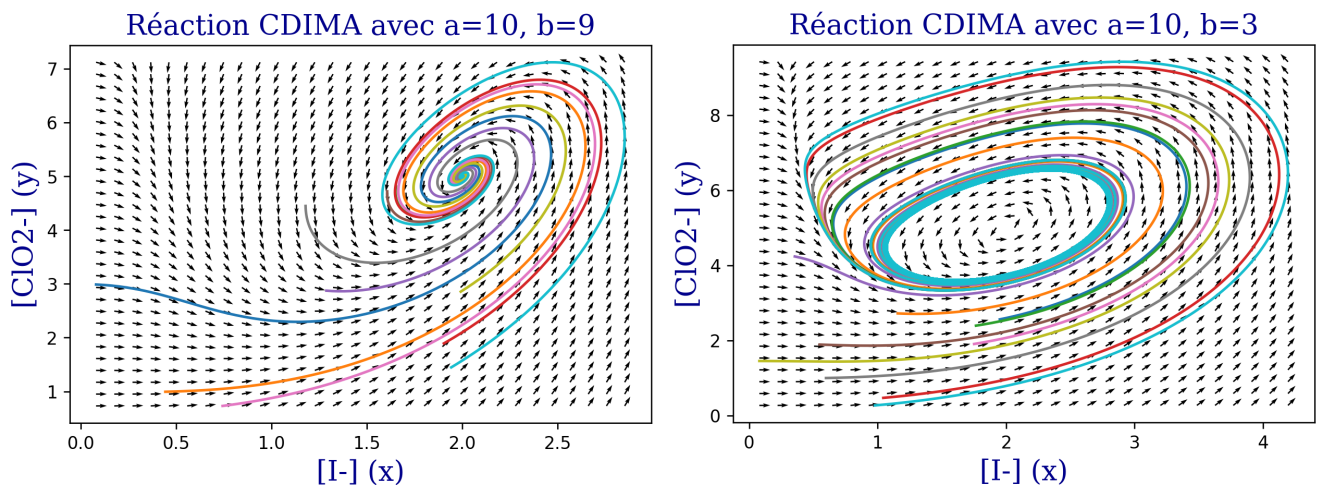 Réaction CDIMA avec a=10, b=9
[ClO2-] (y)
7
6
5
4
3
2
1
0.0 0.5 1.0 1.5 2.0 2.5
[I-] (x)
Réaction CDIMA avec a=10, b=3
[ClO2-] (y)
8
6
4
2
0
0 1 2 3 4
[I-] (x)